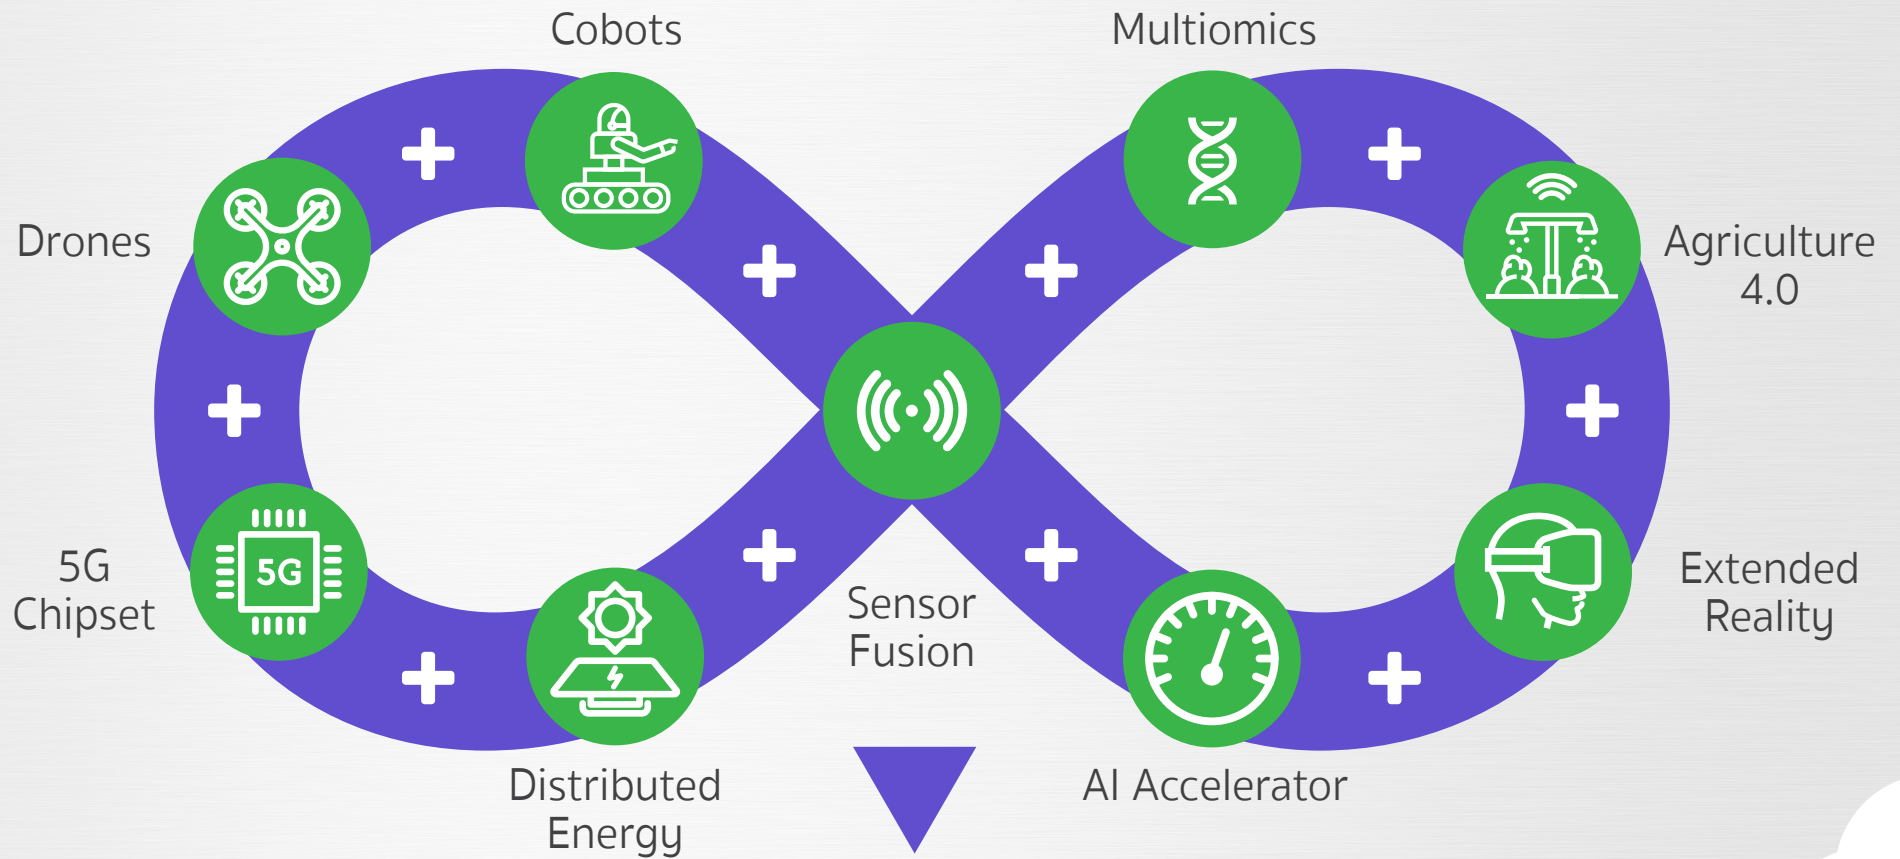 Cobots
Multiomics
Drones
Agriculture
4.0
5G
Chipset
5G
Extended
Reality
Sensor
Fusion
Distributed
Energy
AI Accelerator